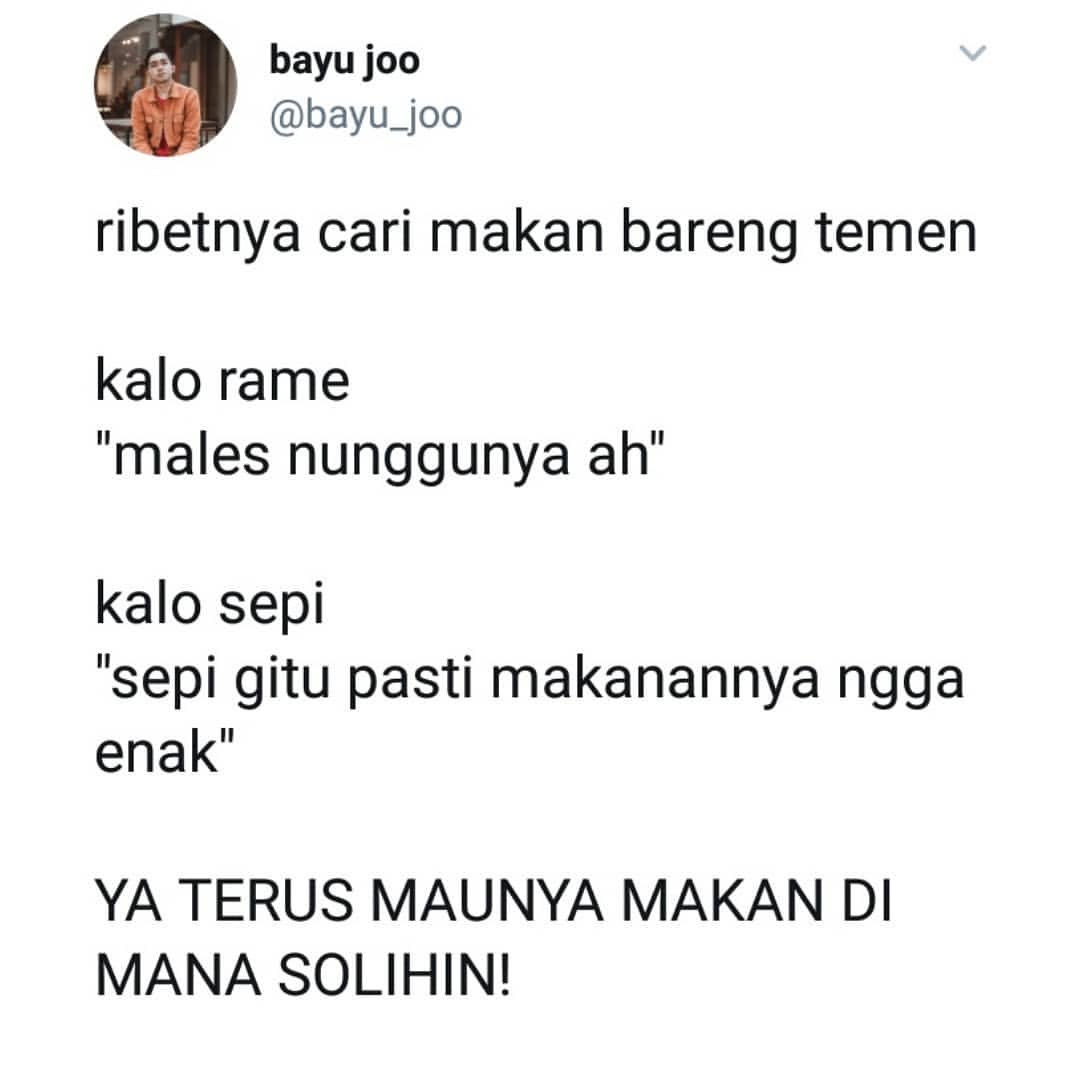 bayu joo
@bayu_joo
ribetnya cari makan bareng temen
kalo rame
"males nunggunya ah"
kalo sepi
"sepi gitu pasti makanannya ngga
enak"
YA TERUS MAUNYA MAKAN DI
MANA SOLIHIN!